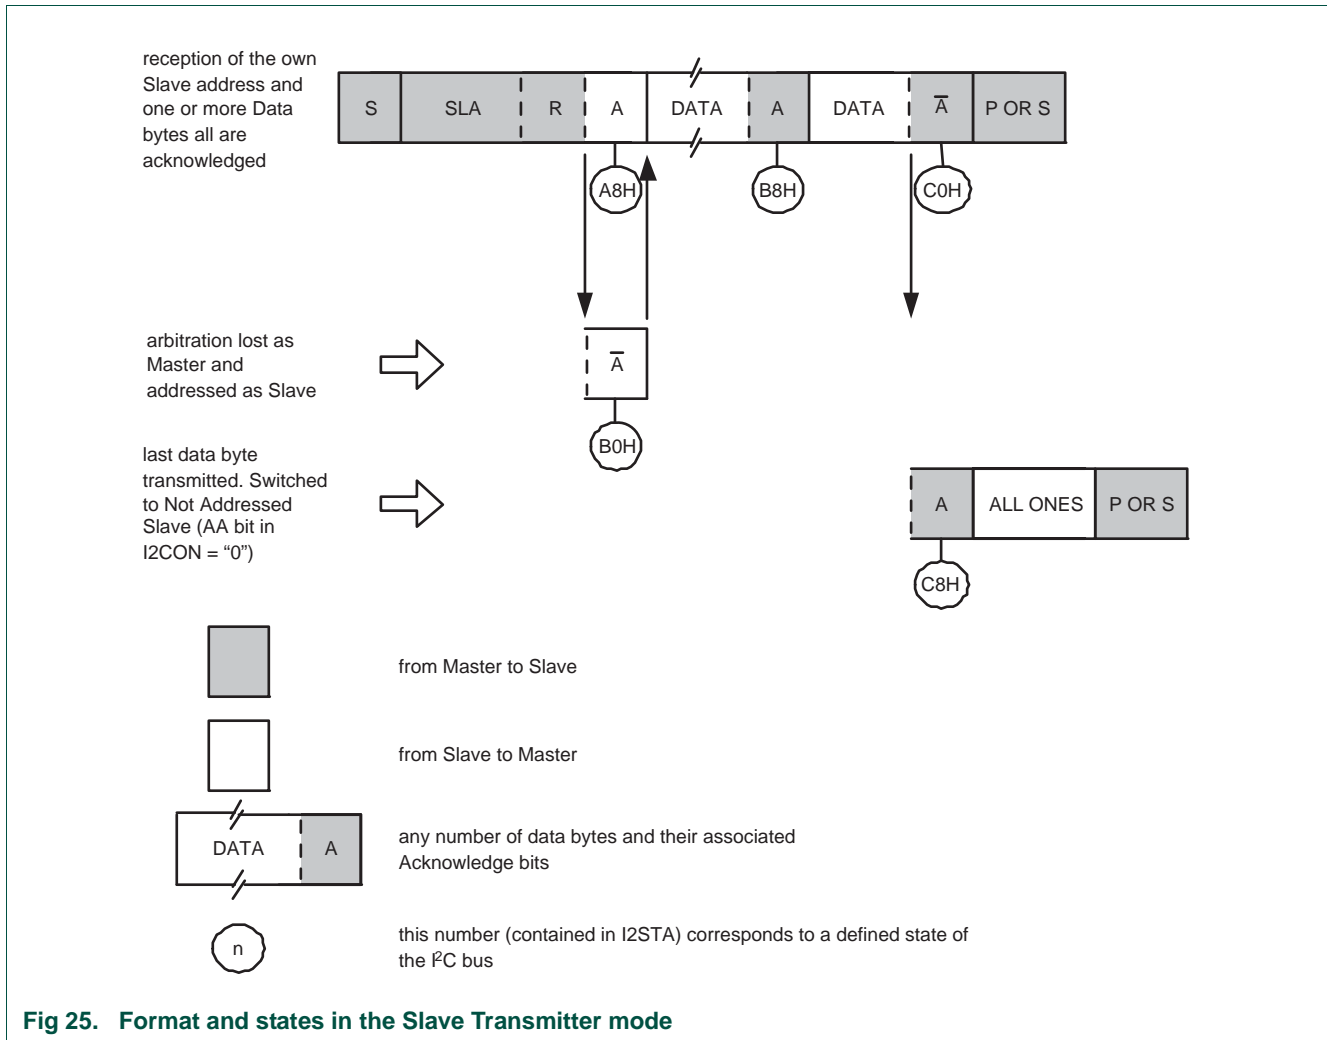 reception of the own
Slave address and
one or more Data
bytes all are
acknowledged
S SLA R A DATA A DATA A̅ P OR S
A8H B8H C0H
arbitration lost as
Master and
addressed as Slave
A̅
B0H
last data byte
transmitted. Switched
to Not Addressed
Slave (AA bit in
I2CON = “0”)
A ALL ONES P OR S
C8H
from Master to Slave
from Slave to Master
DATA A
any number of data bytes and their associated
Acknowledge bits
n
this number (contained in I2STA) corresponds to a defined state of
the I²C bus
Fig 25. Format and states in the Slave Transmitter mode